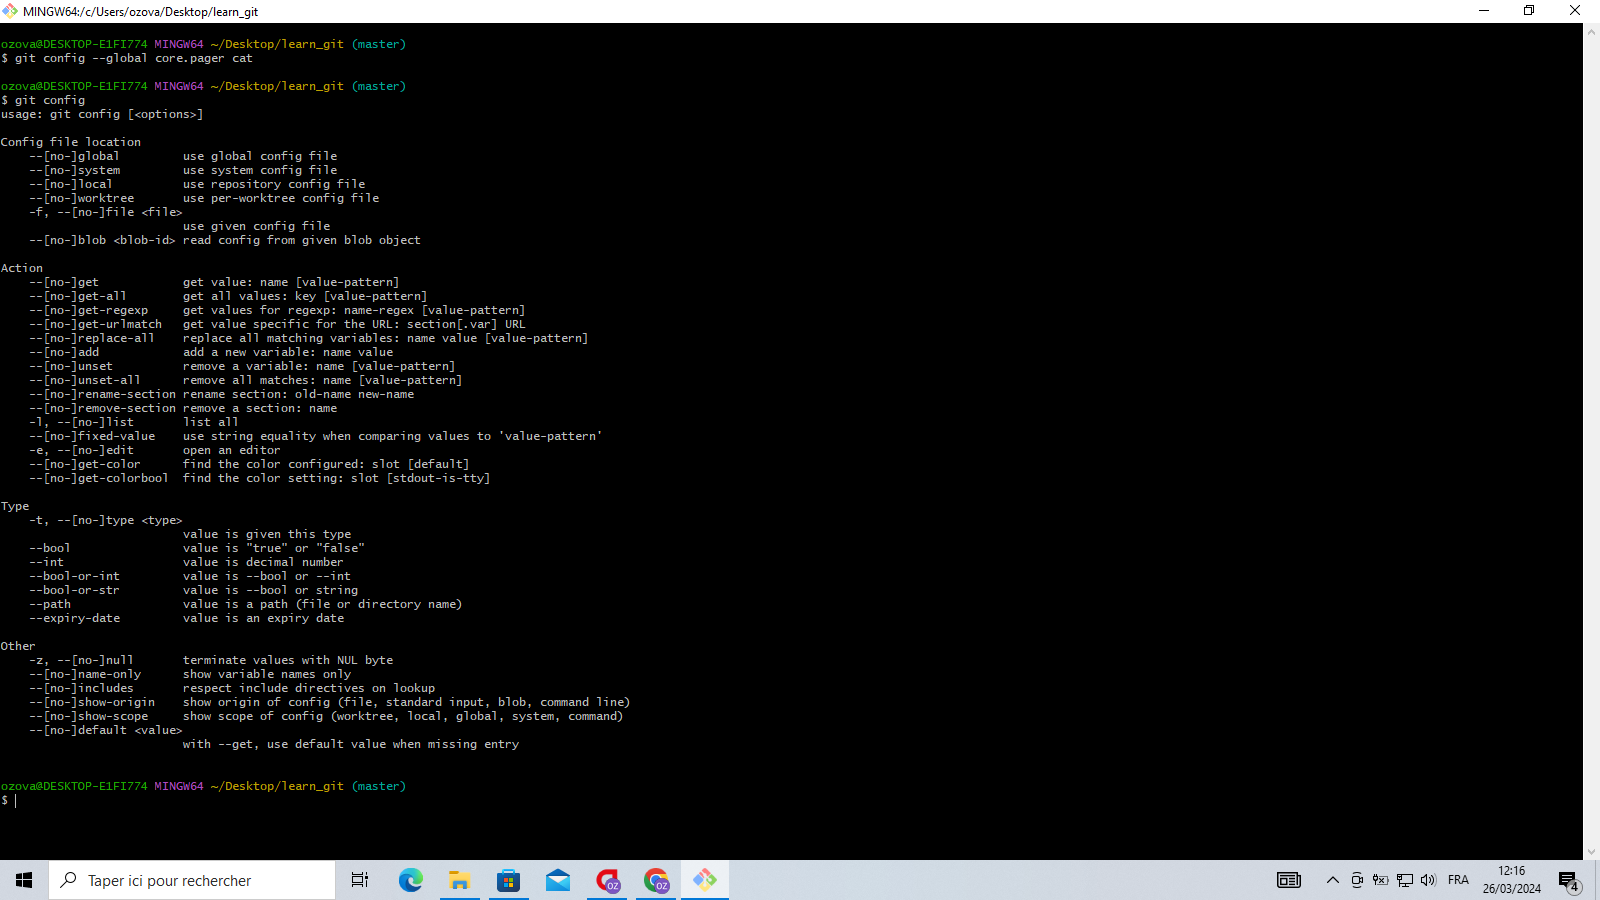 MINGW64:/c/Users/ozova/Desktop/learn_git
ozova@DESKTOP-E1FI774 MINGW64 ~/Desktop/learn_git (master)
$ git config --global core.pager cat
ozova@DESKTOP-E1FI774 MINGW64 ~/Desktop/learn_git (master)
$ git config
usage: git config [<options>]
Config file location
--[no-]global use global config file
--[no-]system use system config file
--[no-]local use repository config file
--[no-]worktree use per-worktree config file
-f, --[no-]file <file>
use given config file
--[no-]blob <blob-id> read config from given blob object
Action
--[no-]get get value: name [value-pattern]
--[no-]get-all get all values: key [value-pattern]
--[no-]get-regexp get values for regexp: name-regex [value-pattern]
--[no-]get-urlmatch get value specific for the URL: section[.var] URL
--[no-]replace-all replace all matching variables: name value [value-pattern]
--[no-]add add a new variable: name value
--[no-]unset remove a variable: name [value-pattern]
--[no-]unset-all remove all matches: name [value-pattern]
--[no-]rename-section rename section: old-name new-name
--[no-]remove-section remove a section: name
-l, --[no-]list list all
--[no-]fixed-value use string equality when comparing values to 'value-pattern'
-e, --[no-]edit open an editor
--[no-]get-color find the color configured: slot [default]
--[no-]get-colorbool find the color setting: slot [stdout-is-tty]
Type
-t, --[no-]type <type>
value is given this type
--bool value is "true" or "false"
--int value is decimal number
--bool-or-int value is --bool or --int
--bool-or-str value is --bool or string
--path value is a path (file or directory name)
--expiry-date value is an expiry date
Other
-z, --[no-]null terminate values with NUL byte
--[no-]name-only show variable names only
--[no-]includes respect include directives on lookup
--[no-]show-origin show origin of config (file, standard input, blob, command line)
--[no-]show-scope show scope of config (worktree, local, global, system, command)
--[no-]default <value>
with --get, use default value when missing entry
ozova@DESKTOP-E1FI774 MINGW64 ~/Desktop/learn_git (master)
$
Taper ici pour rechercher
OZ
OZ
FRA
12:16
26/03/2024
4